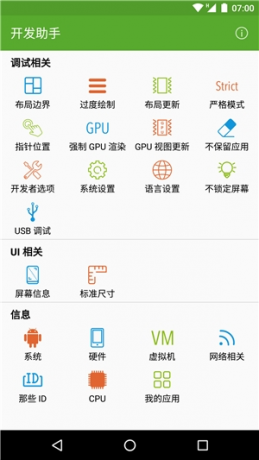 07:00
开发助手
调试相关
Strict
布局边界 过度绘制 布局更新 严格模式
GPU
指针位置 强制 GPU 渲染 GPU 视图更新 不保留应用
开发者选项 系统设置 语言设置 不锁定屏幕
USB 调试
UI 相关
屏幕信息 标准尺寸
信息
VM
系统 硬件 虚拟机 网络相关
ID
那些 ID CPU 我的应用